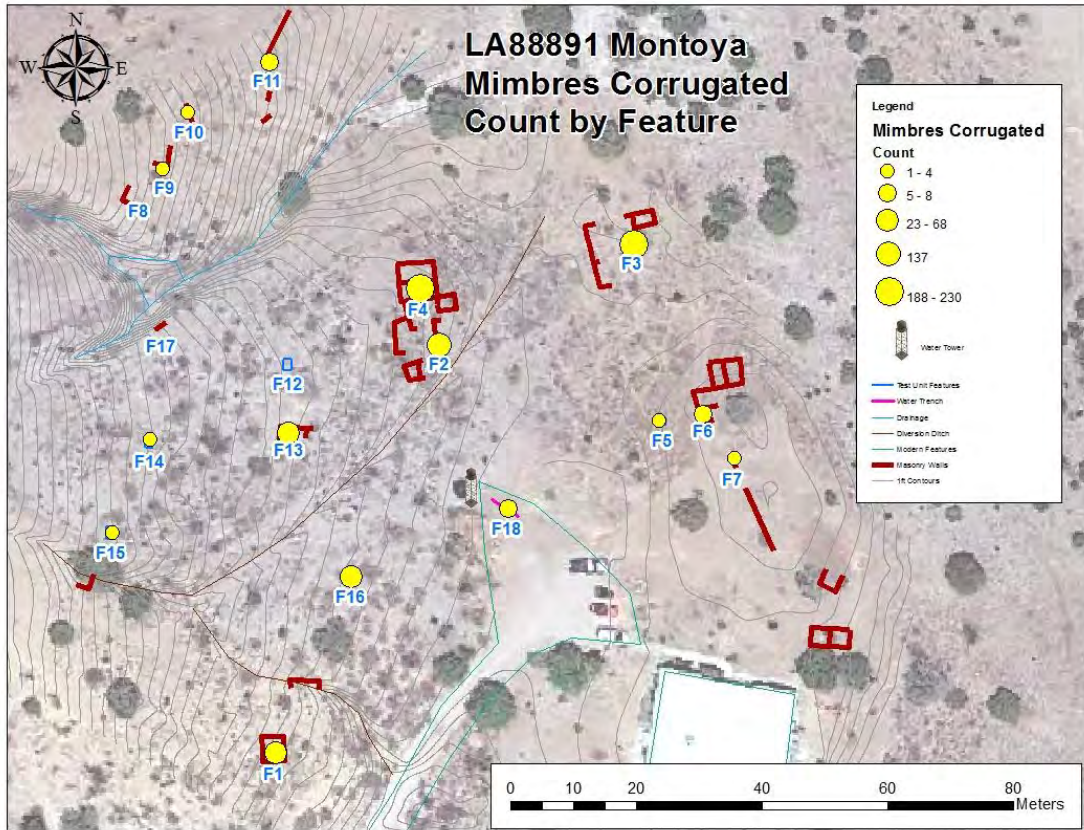 LA88891 Montoya
Mimbres Corrugated
Count by Feature
N
W
E
S
F11
F10
F9
F8
F17
F3
F4
F2
F12
F13
F14
F5
F6
F7
F15
F18
F16
F1
Legend
Mimbres Corrugated
Count
1 - 4
5 - 8
23 - 68
137
188 - 230
Water Tower
Test Unit Features
Water Trench
Drainage
Diversion Ditch
Modern Features
Masonry Walls
1ft Contours
0 10 20 40 60 80
Meters